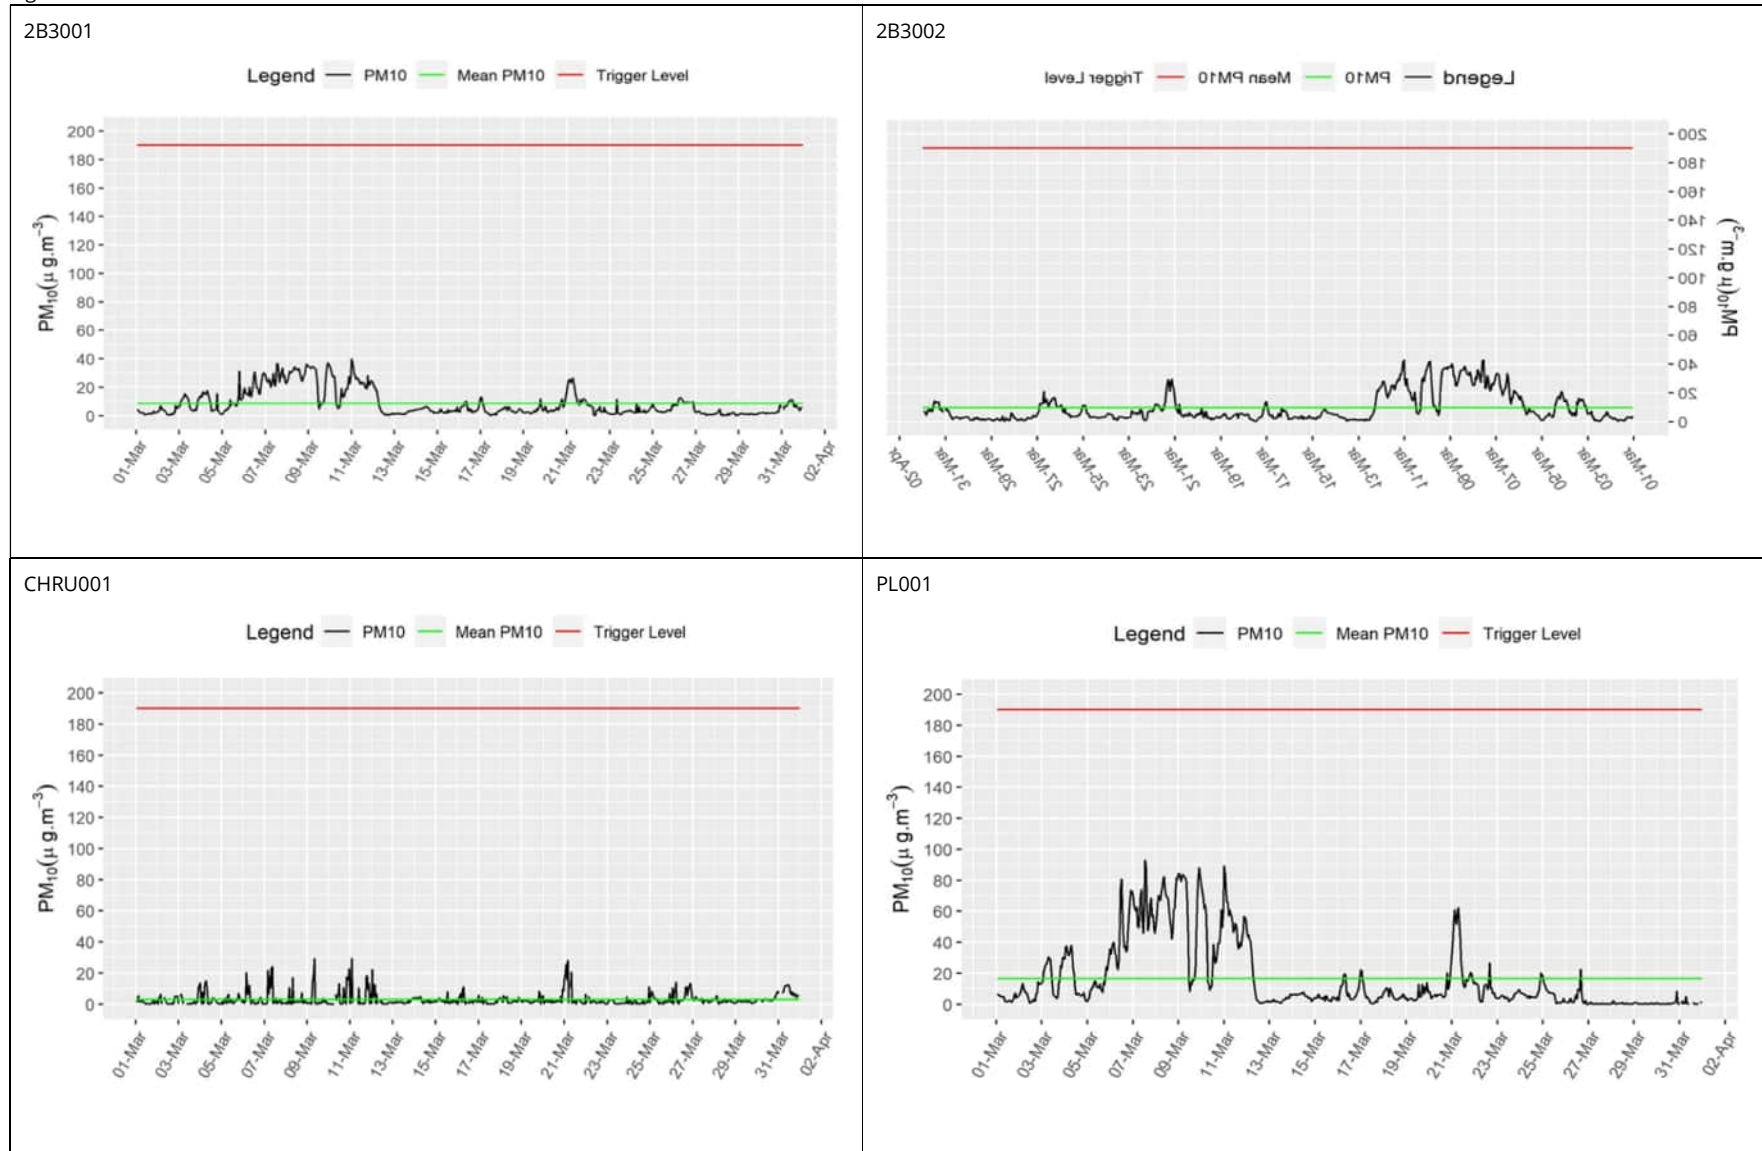 2B3001
Legend PM10 Mean PM10 Trigger Level
PM₁₀(μ g.m⁻³)
200
180
160
140
120
100
80
60
40
20
0
01-Mar 03-Mar 05-Mar 07-Mar 09-Mar 11-Mar 13-Mar 15-Mar 17-Mar 19-Mar 21-Mar 23-Mar 25-Mar 27-Mar 29-Mar 31-Mar 02-Apr
2B3002
Legend PM10 Mean PM10 Trigger Level
PM₁₀(μ g.m⁻³)
200
180
160
140
120
100
80
60
40
20
0
01-Mar 03-Mar 05-Mar 07-Mar 09-Mar 11-Mar 13-Mar 15-Mar 17-Mar 19-Mar 21-Mar 23-Mar 25-Mar 27-Mar 29-Mar 31-Mar 02-Apr
CHRU001
Legend PM10 Mean PM10 Trigger Level
PM₁₀(μ g.m⁻³)
200
180
160
140
120
100
80
60
40
20
0
01-Mar 03-Mar 05-Mar 07-Mar 09-Mar 11-Mar 13-Mar 15-Mar 17-Mar 19-Mar 21-Mar 23-Mar 25-Mar 27-Mar 29-Mar 31-Mar 02-Apr
PL001
Legend PM10 Mean PM10 Trigger Level
PM₁₀(μ g.m⁻³)
200
180
160
140
120
100
80
60
40
20
0
01-Mar 03-Mar 05-Mar 07-Mar 09-Mar 11-Mar 13-Mar 15-Mar 17-Mar 19-Mar 21-Mar 23-Mar 25-Mar 27-Mar 29-Mar 31-Mar 02-Apr